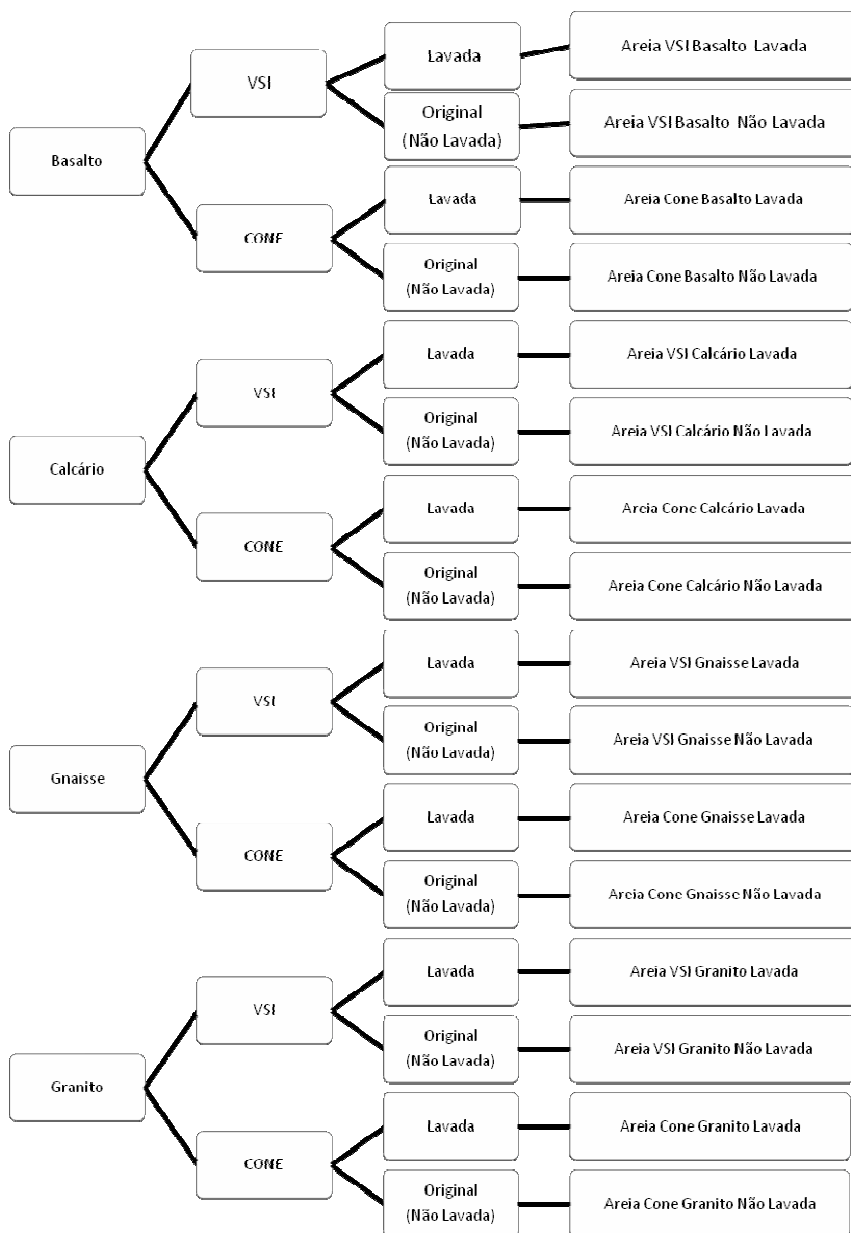 Basalto
VSI
Lavada
Areia VSI Basalto Lavada
Original
(Não Lavada)
Areia VSI Basalto Não Lavada
CONE
Lavada
Areia Cone Basalto Lavada
Original
(Não Lavada)
Areia Cone Basalto Não Lavada
Calcário
VSI
Lavada
Areia VSI Calcário Lavada
Original
(Não Lavada)
Areia VSI Calcário Não Lavada
CONE
Lavada
Areia Cone Calcário Lavada
Original
(Não Lavada)
Areia Cone Calcário Não Lavada
Gnaisse
VSI
Lavada
Areia VSI Gnaisse Lavada
Original
(Não Lavada)
Areia VSI Gnaisse Não Lavada
CONE
Lavada
Areia Cone Gnaisse Lavada
Original
(Não Lavada)
Areia Cone Gnaisse Não Lavada
Granito
VSI
Lavada
Areia VSI Granito Lavada
Original
(Não Lavada)
Areia VSI Granito Não Lavada
CONE
Lavada
Areia Cone Granito Lavada
Original
(Não Lavada)
Areia Cone Granito Não Lavada